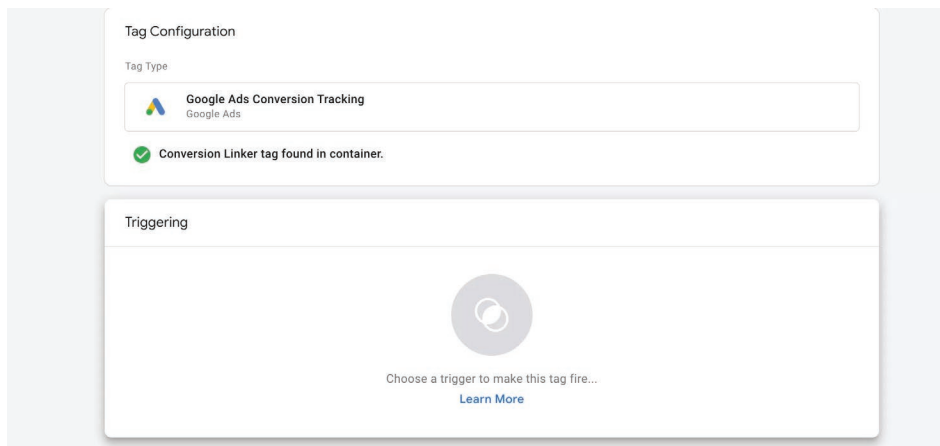 Tag Configuration
Tag Type
Google Ads Conversion Tracking
Google Ads
Conversion Linker tag found in container.
Triggering
Choose a trigger to make this tag fire...
Learn More